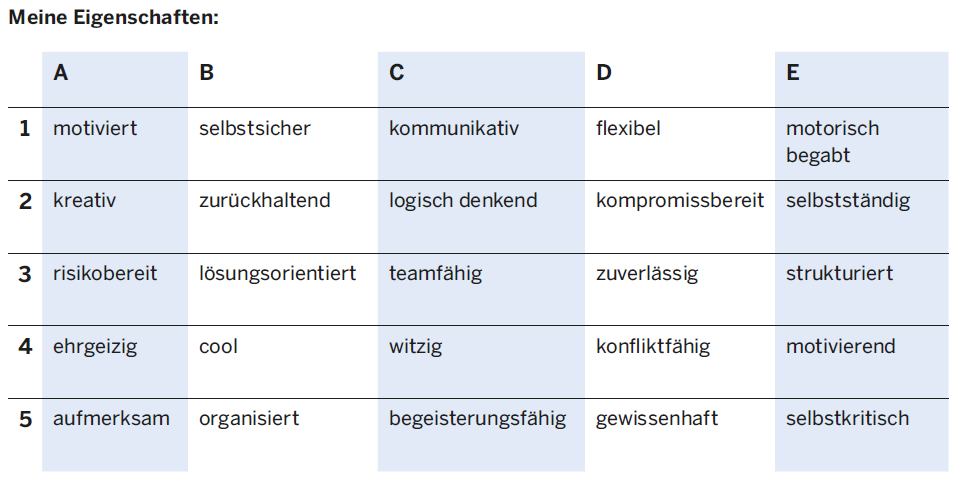 Meine Eigenschaften:
A B C D E
1 motiviert selbstsicher kommunikativ flexibel motorisch
begabt
2 kreativ zurückhaltend logisch denkend kompromissbereit selbstständig
3 risikobereit lösungsorientiert teamfähig zuverlässig strukturiert
4 ehrgeizig cool witzig konfliktfähig motivierend
5 aufmerksam organisiert begeisterungsfähig gewissenhaft selbstkritisch